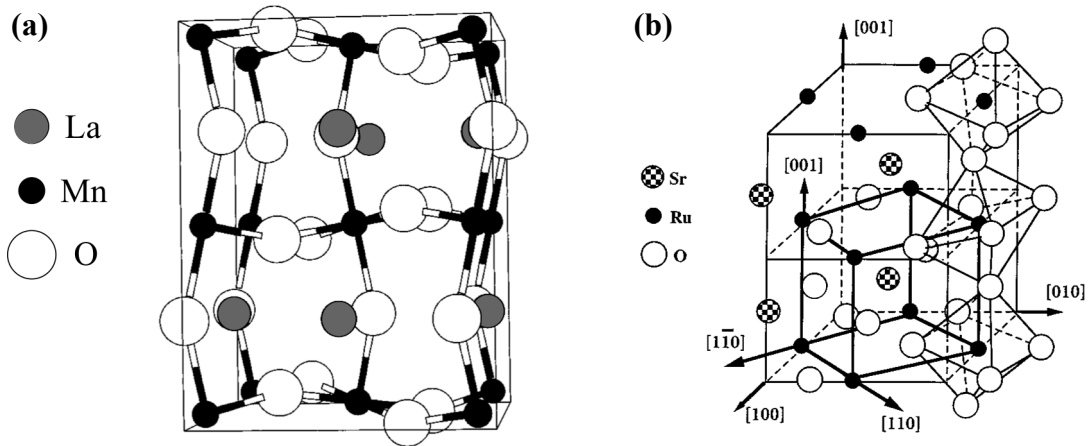 (a)
La
Mn
O
(b)
[001]
[001]
Sr
Ru
O
[010]
[11̅0]
[100]
[110]